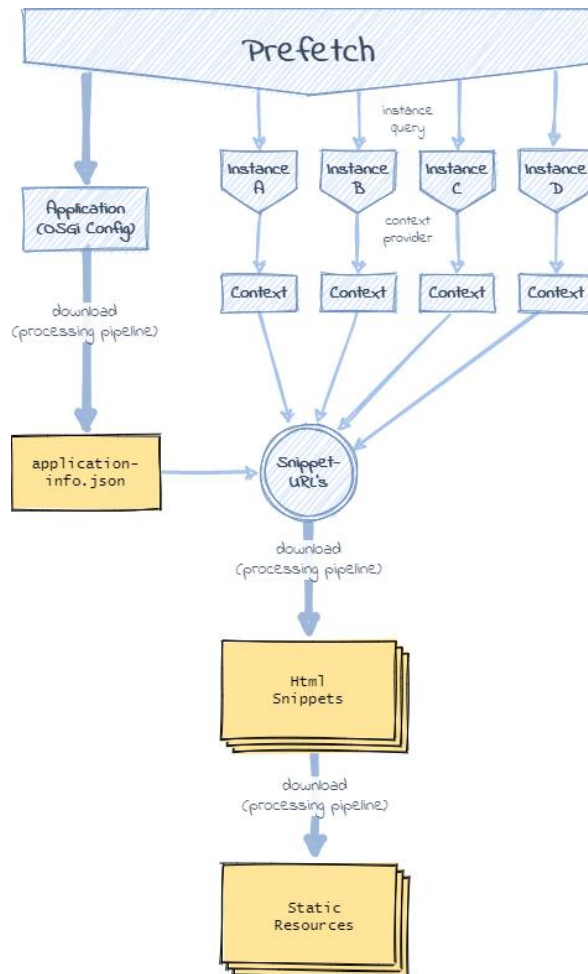 Prefetch
instance
query
Instance
A
Instance
B
Instance
C
Instance
D
Application
(OSGi Config)
context
provider
Context
Context
Context
Context
download
(processing pipeline)
application-
info.json
Snippet-
URL's
download
(processing pipeline)
Html
Snippets
download
(processing pipeline)
Static
Resources